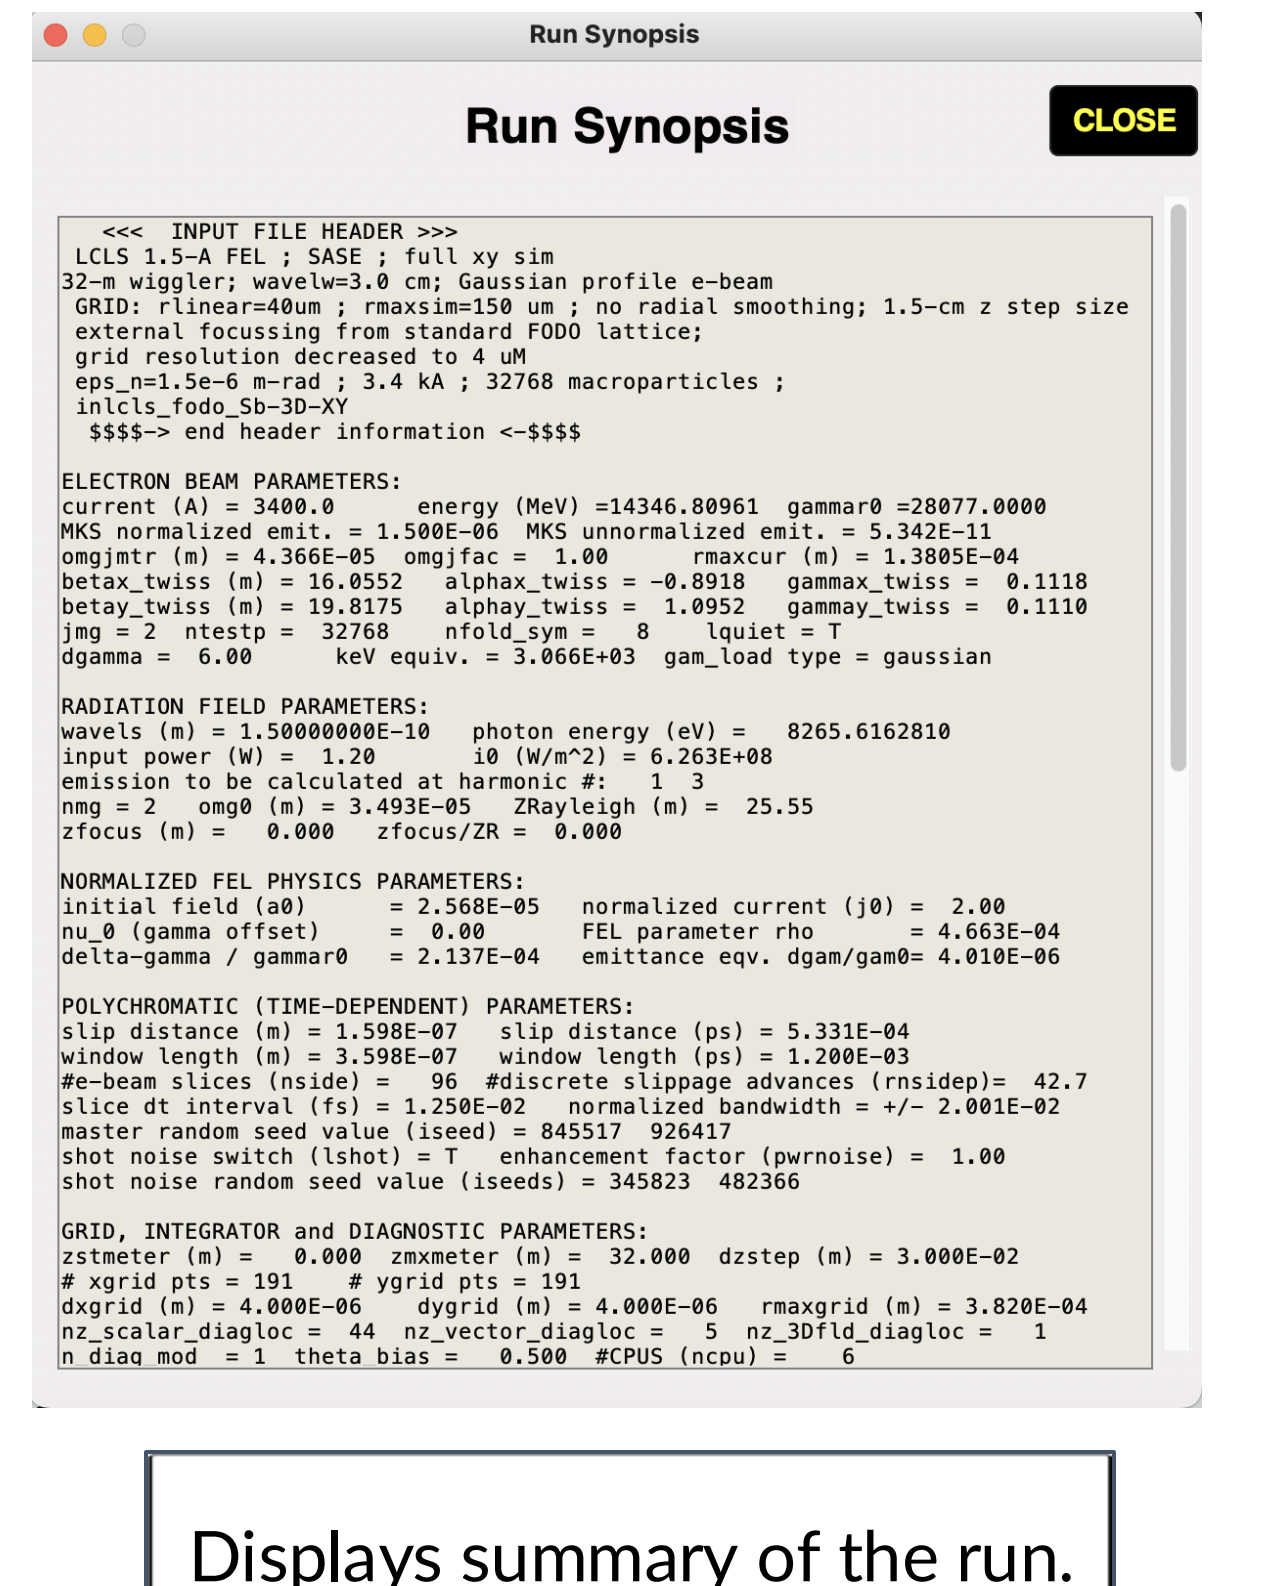 Run Synopsis
Run Synopsis
CLOSE
<<<  INPUT FILE HEADER >>>
LCLS 1.5-A FEL ; SASE ; full xy sim
32-m wiggler; wavelw=3.0 cm; Gaussian profile e-beam
GRID: rlinear=40um ; rmaxsim=150 um ; no radial smoothing; 1.5-cm z step size
external focussing from standard FODO lattice;
grid resolution decreased to 4 uM
eps_n=1.5e-6 m-rad ; 3.4 kA ; 32768 macroparticles ;
inlcls_fodo_Sb-3D-XY
$$$$-> end header information <-$$$$
ELECTRON BEAM PARAMETERS:
current (A) = 3400.0      energy (MeV) =14346.80961  gammar0 =28077.0000
MKS normalized emit. = 1.500E-06  MKS unnormalized emit. = 5.342E-11
omgjmtr (m) = 4.366E-05  omgjfac =  1.00      rmaxcur (m) = 1.3805E-04
betax_twiss (m) = 16.0552   alphax_twiss = -0.8918   gammax_twiss =  0.1118
betay_twiss (m) = 19.8175   alphay_twiss =  1.0952   gammay_twiss =  0.1110
jmg = 2  ntestp =  32768    nfold_sym =   8    lquiet = T
dgamma =  6.00      keV equiv. = 3.066E+03  gam_load type = gaussian
RADIATION FIELD PARAMETERS:
wavels (m) = 1.50000000E-10   photon energy (eV) =   8265.6162810
input power (W) =  1.20       i0 (W/m^2) = 6.263E+08
emission to be calculated at harmonic #:   1  3
nmg = 2   omg0 (m) = 3.493E-05   ZRayleigh (m) =  25.55
zfocus (m) =   0.000   zfocus/ZR =  0.000
NORMALIZED FEL PHYSICS PARAMETERS:
initial field (a0)      = 2.568E-05   normalized current (j0) =  2.00
nu_0 (gamma offset)     =  0.00       FEL parameter rho       = 4.663E-04
delta-gamma / gammar0   = 2.137E-04   emittance eqv. dgam/gam0= 4.010E-06
POLYCHROMATIC (TIME-DEPENDENT) PARAMETERS:
slip distance (m) = 1.598E-07   slip distance (ps) = 5.331E-04
window length (m) = 3.598E-07   window length (ps) = 1.200E-03
#e-beam slices (nside) =   96  #discrete slippage advances (rnsidep)=  42.7
slice dt interval (fs) = 1.250E-02   normalized bandwidth = +/- 2.001E-02
master random seed value (iseed) = 845517  926417
shot noise switch (lshot) = T   enhancement factor (pwrnoise) =  1.00
shot noise random seed value (iseeds) = 345823  482366
GRID, INTEGRATOR and DIAGNOSTIC PARAMETERS:
zstmeter (m) =   0.000  zmxmeter (m) =  32.000  dzstep (m) = 3.000E-02
# xgrid pts = 191    # ygrid pts = 191
dxgrid (m) = 4.000E-06    dygrid (m) = 4.000E-06   rmaxgrid (m) = 3.820E-04
nz_scalar_diagloc =  44  nz_vector_diagloc =   5  nz_3Dfld_diagloc =   1
n_diag_mod  = 1  theta_bias =   0.500  #CPUS (ncpu) =    6
Displays summary of the run.